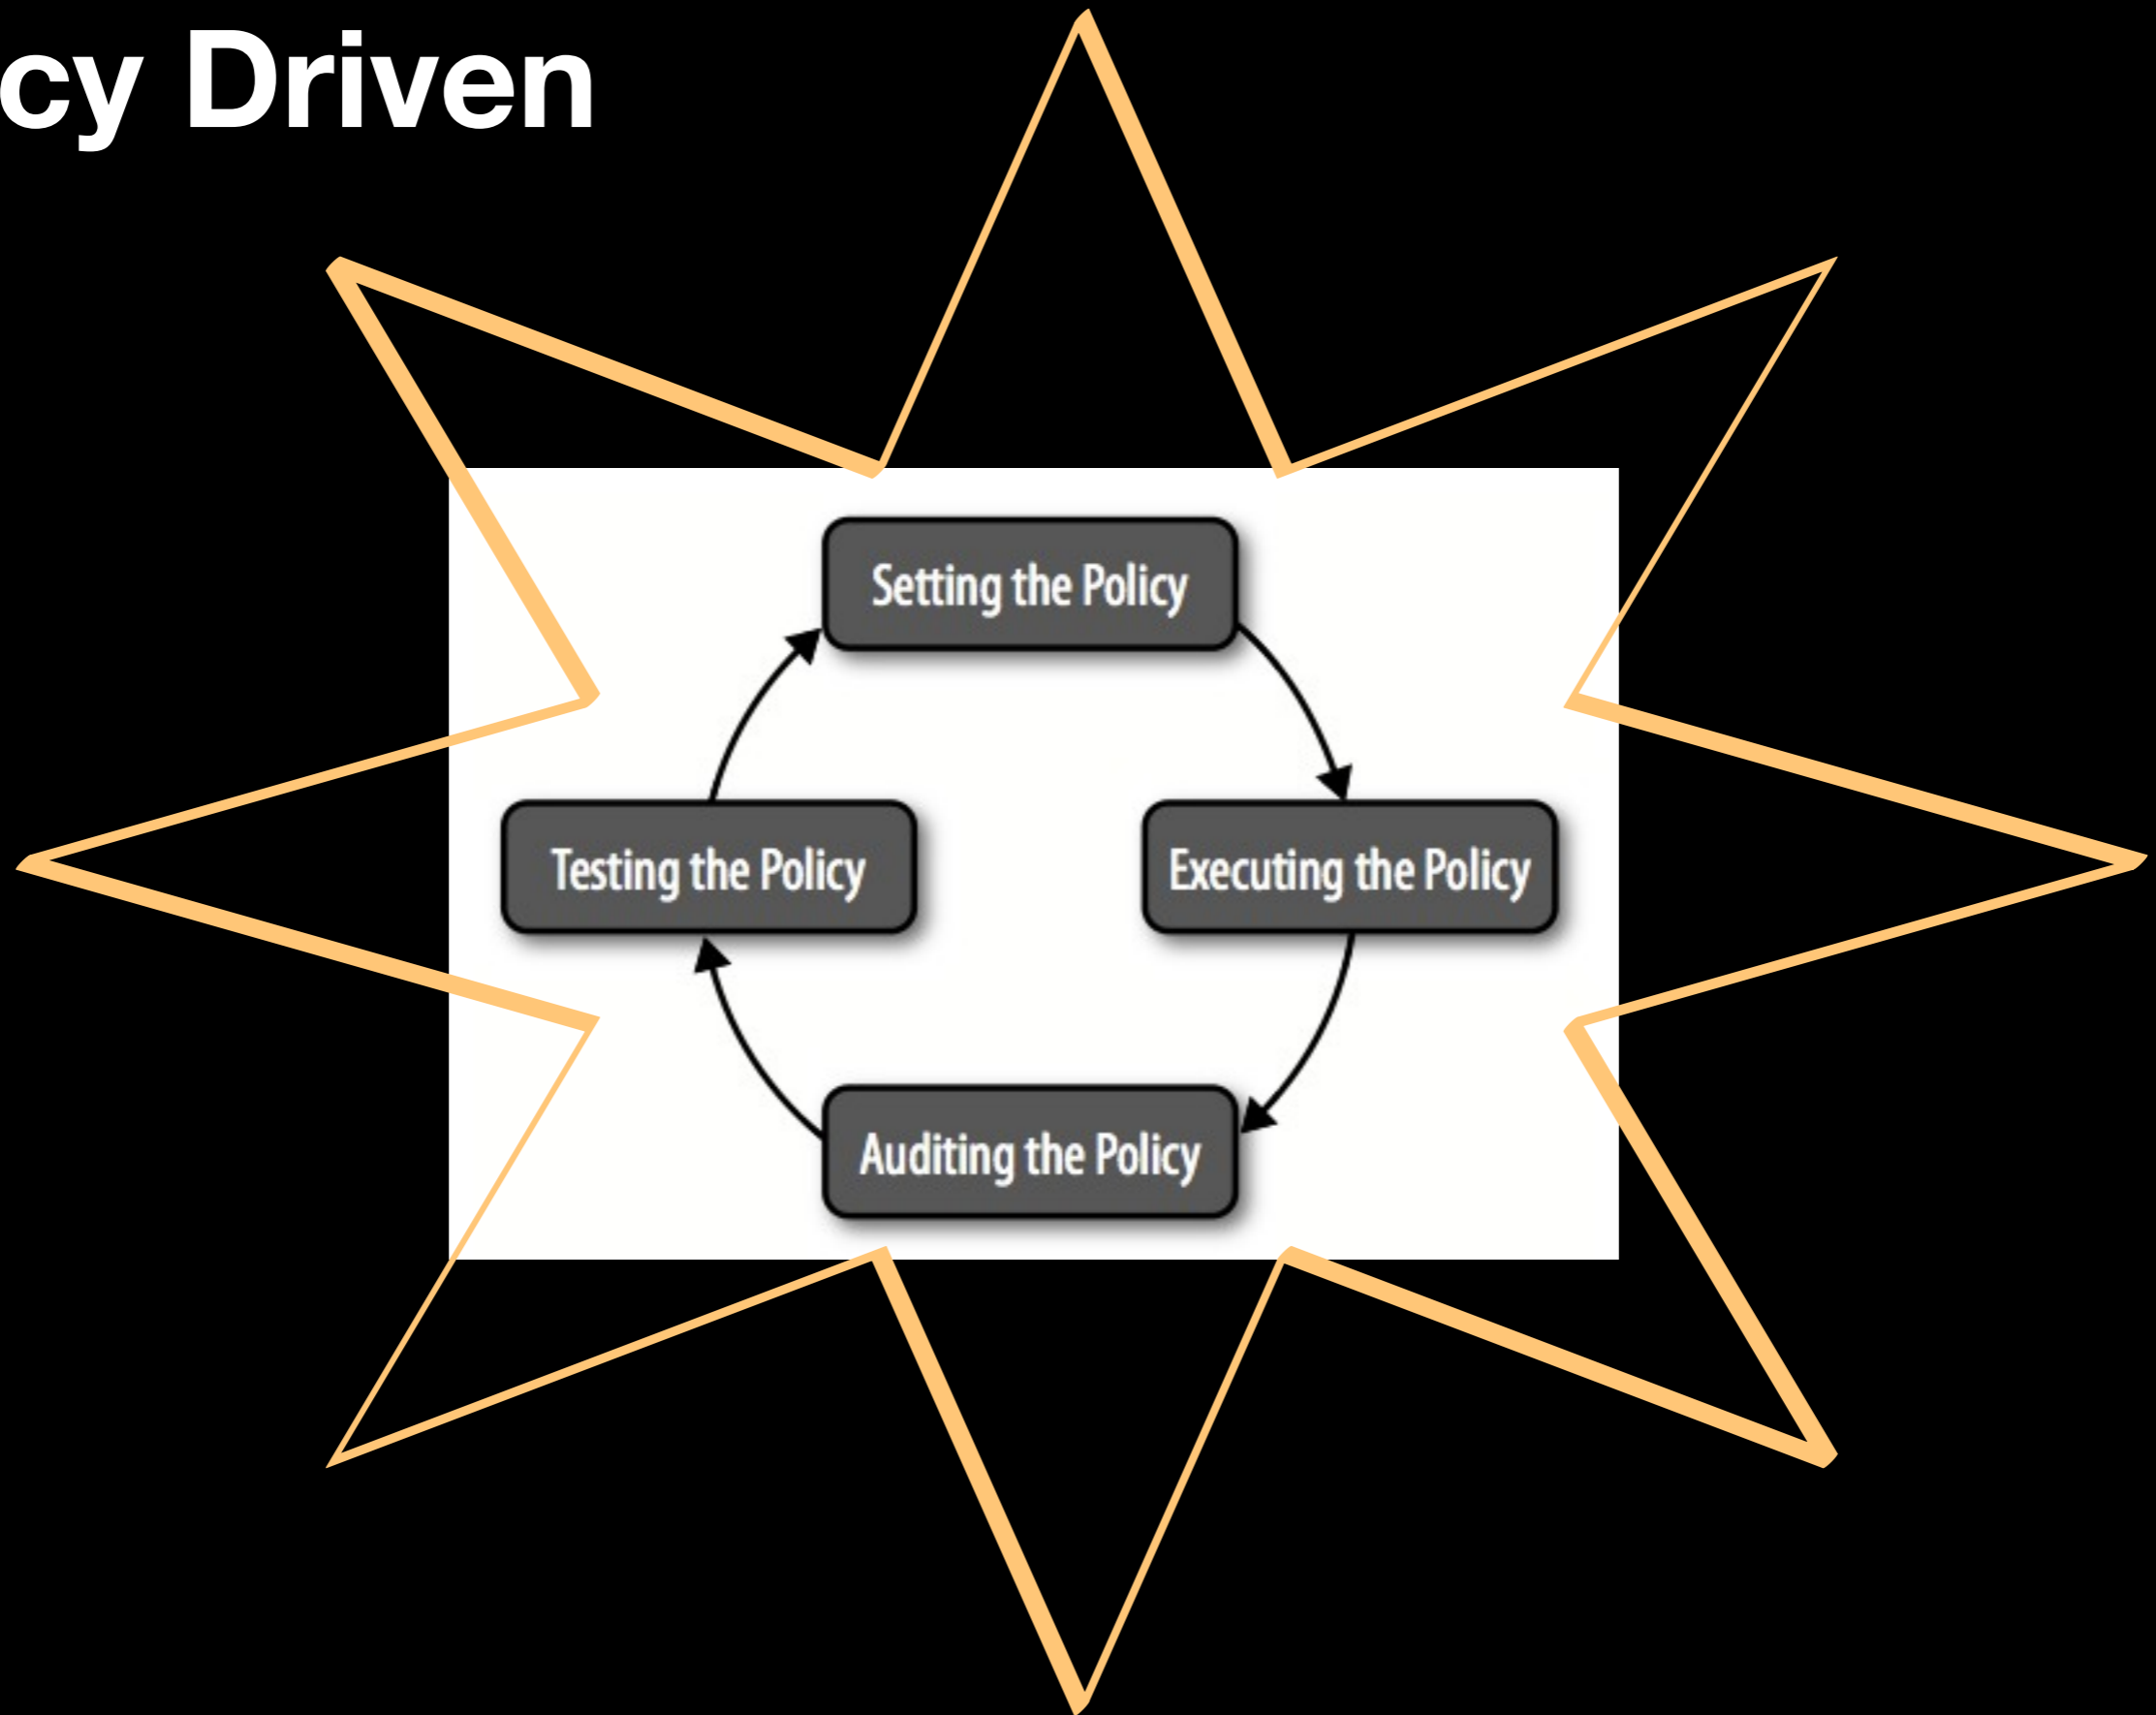 cy Driven
Setting the Policy
Testing the Policy
Executing the Policy
Auditing the Policy